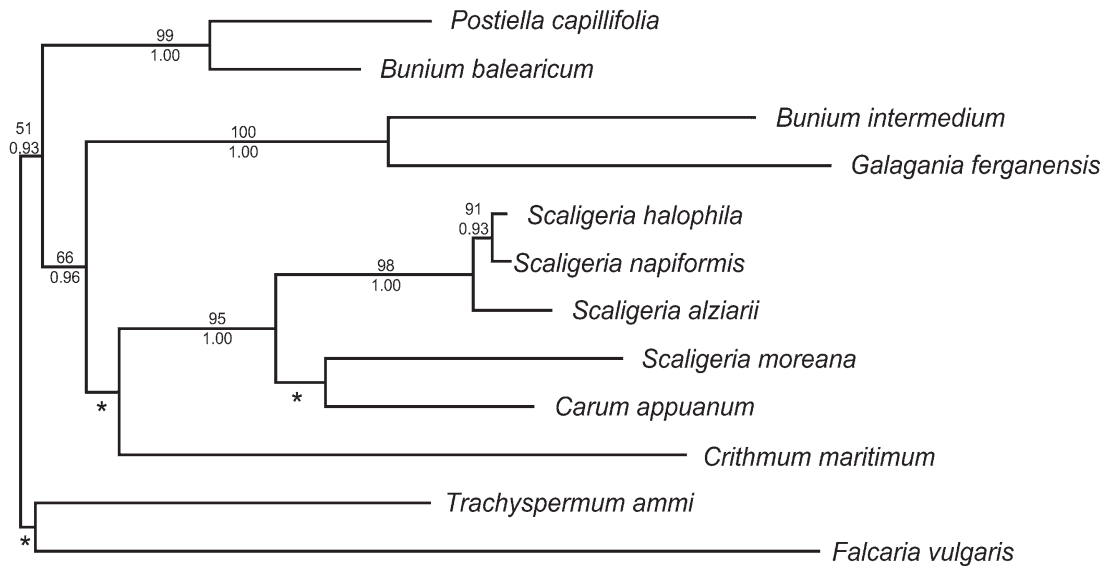 Postiella capillifolia
99
1.00
Bunium balearicum
Bunium intermedium
51
0.93
100
1.00
Galagania ferganensis
91
0.93
Scaligeria halophila
66
0.96
98
1.00
Scaligeria napiformis
Scaligeria alziarii
95
1.00
Scaligeria moreana
*
*
Carum appuanum
Crithmum maritimum
Trachyspermum ammi
*
Falcaria vulgaris